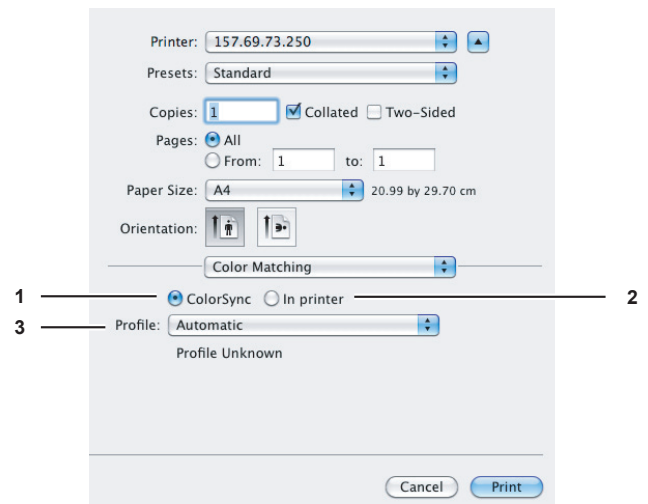 Printer: 157.69.73.250
Presets: Standard
Copies: 1 Collated Two-Sided
Pages: All
From: 1 to: 1
Paper Size: A4 20.99 by 29.70 cm
Orientation:
Color Matching
1 ColorSync In printer 2
3 Profile: Automatic
Profile Unknown
Cancel Print